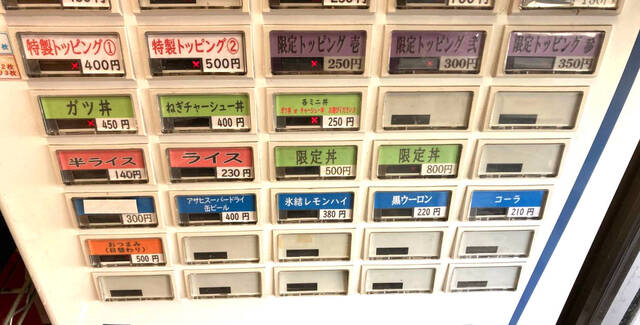 特製トッピング①
400円
特製トッピング②
500円
限定トッピング 壱
250円
限定トッピング 弐
300円
限定トッピング 参
350円
ガツ丼
450円
ねぎチャーシュー丼
400円
各ミニ丼
250円
半ライス
140円
ライス
230円
限定丼
500円
限定丼
800円
300円
アサヒスーパードライ
缶ビール
400円
氷結レモンハイ
380円
黒ウーロン
220円
コーラ
210円
おつまみ
(日替わり)
500円